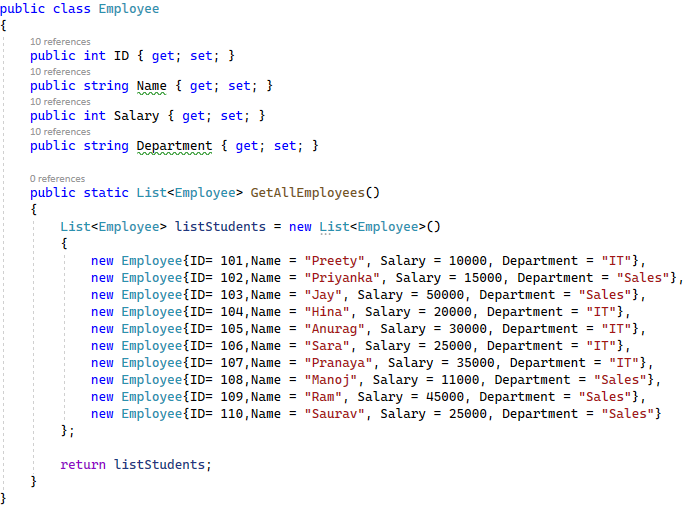 public class Employee
{
10 references
public int ID { get; set; }
10 references
public string Name { get; set; }
10 references
public int Salary { get; set; }
10 references
public string Department { get; set; }
0 references
public static List<Employee> GetAllEmployees()
{
List<Employee> listStudents = new List<Employee>()
{
new Employee{ID= 101,Name = "Preety", Salary = 10000, Department = "IT"},
new Employee{ID= 102,Name = "Priyanka", Salary = 15000, Department = "Sales"},
new Employee{ID= 103,Name = "Jay", Salary = 50000, Department = "Sales"},
new Employee{ID= 104,Name = "Hina", Salary = 20000, Department = "IT"},
new Employee{ID= 105,Name = "Anurag", Salary = 30000, Department = "IT"},
new Employee{ID= 106,Name = "Sara", Salary = 25000, Department = "IT"},
new Employee{ID= 107,Name = "Pranaya", Salary = 35000, Department = "IT"},
new Employee{ID= 108,Name = "Manoj", Salary = 11000, Department = "Sales"},
new Employee{ID= 109,Name = "Ram", Salary = 45000, Department = "Sales"},
new Employee{ID= 110,Name = "Saurav", Salary = 25000, Department = "Sales"}
};
return listStudents;
}
}